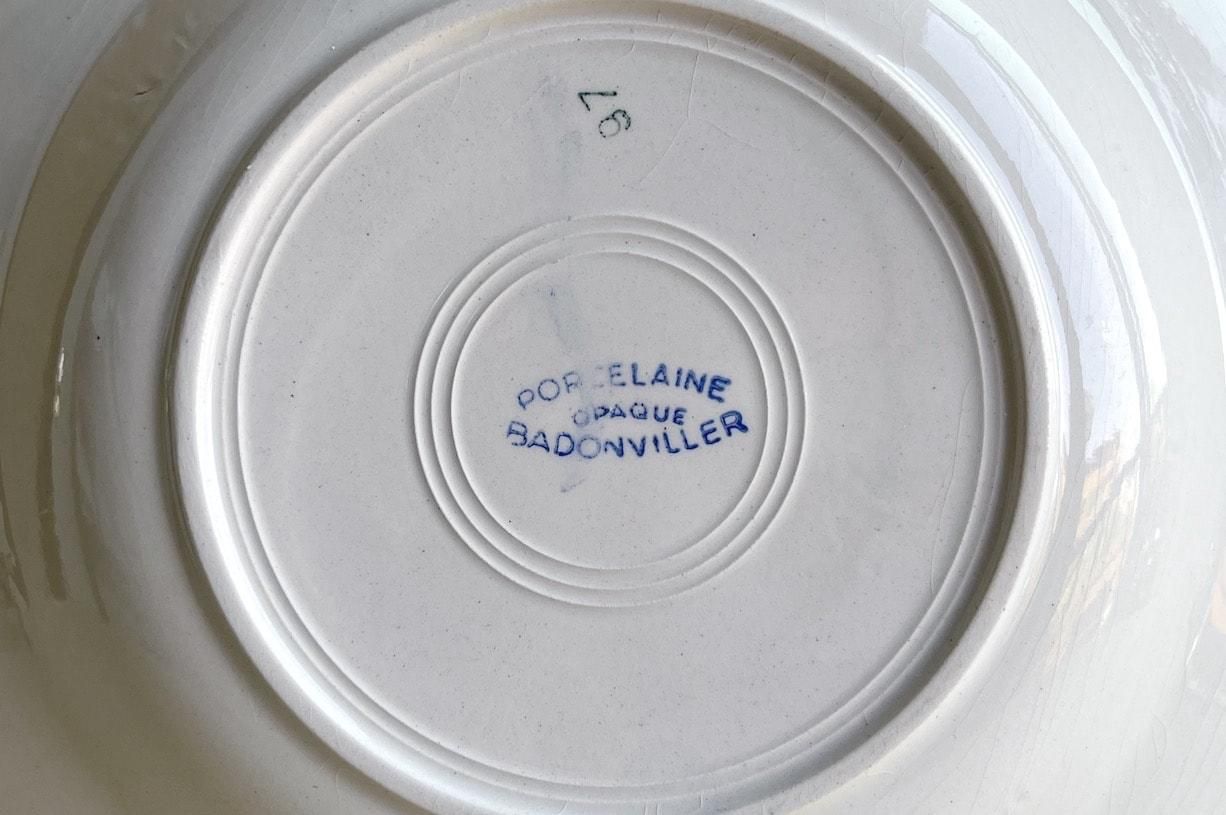 97
PORCELAINE
OPAQUE
BADONVILLER